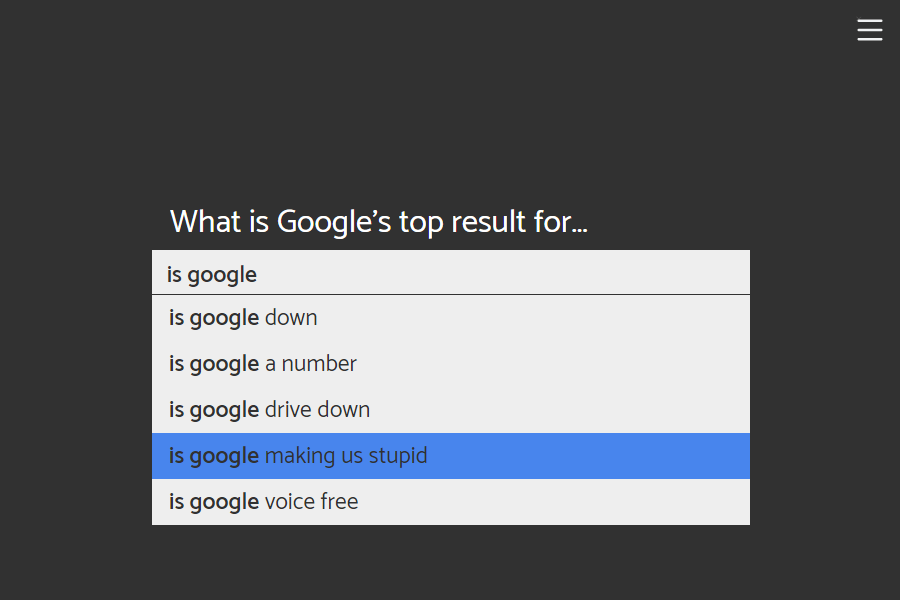 What is Google’s top result for...
is google
is google down
is google a number
is google drive down
is google making us stupid
is google voice free